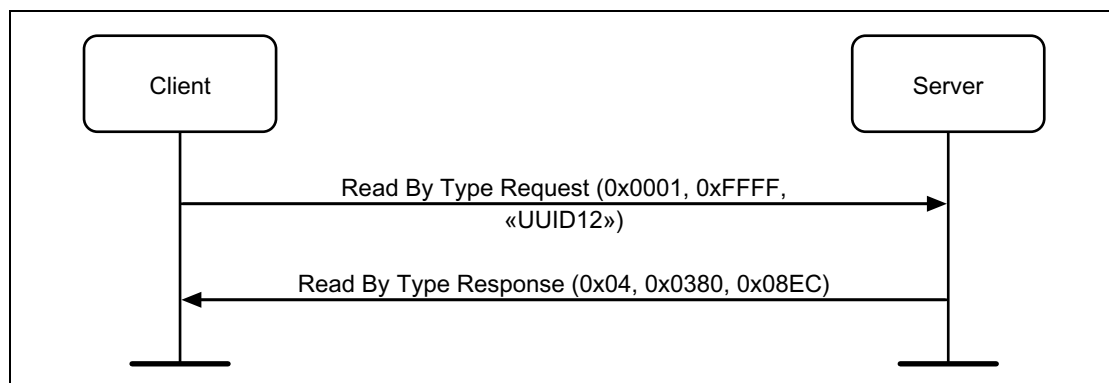 Client
Server
Read By Type Request (0x0001, 0xFFFF,
«UUID12»)
Read By Type Response (0x04, 0x0380, 0x08EC)